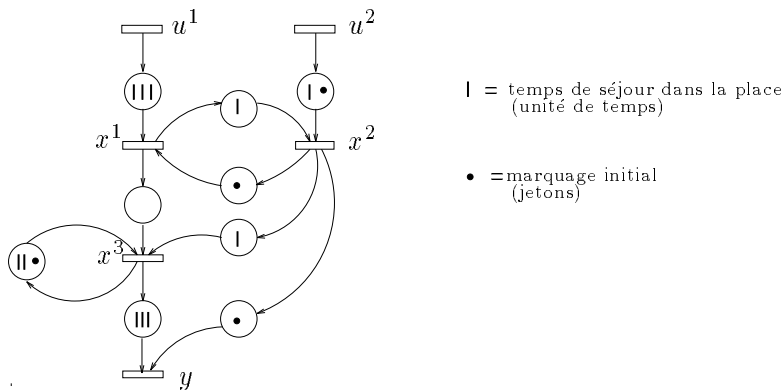 u¹ u²
I = temps de séjour dans la place
(unité de temps)
x¹ x²
• =marquage initial
(jetons)
x³
y